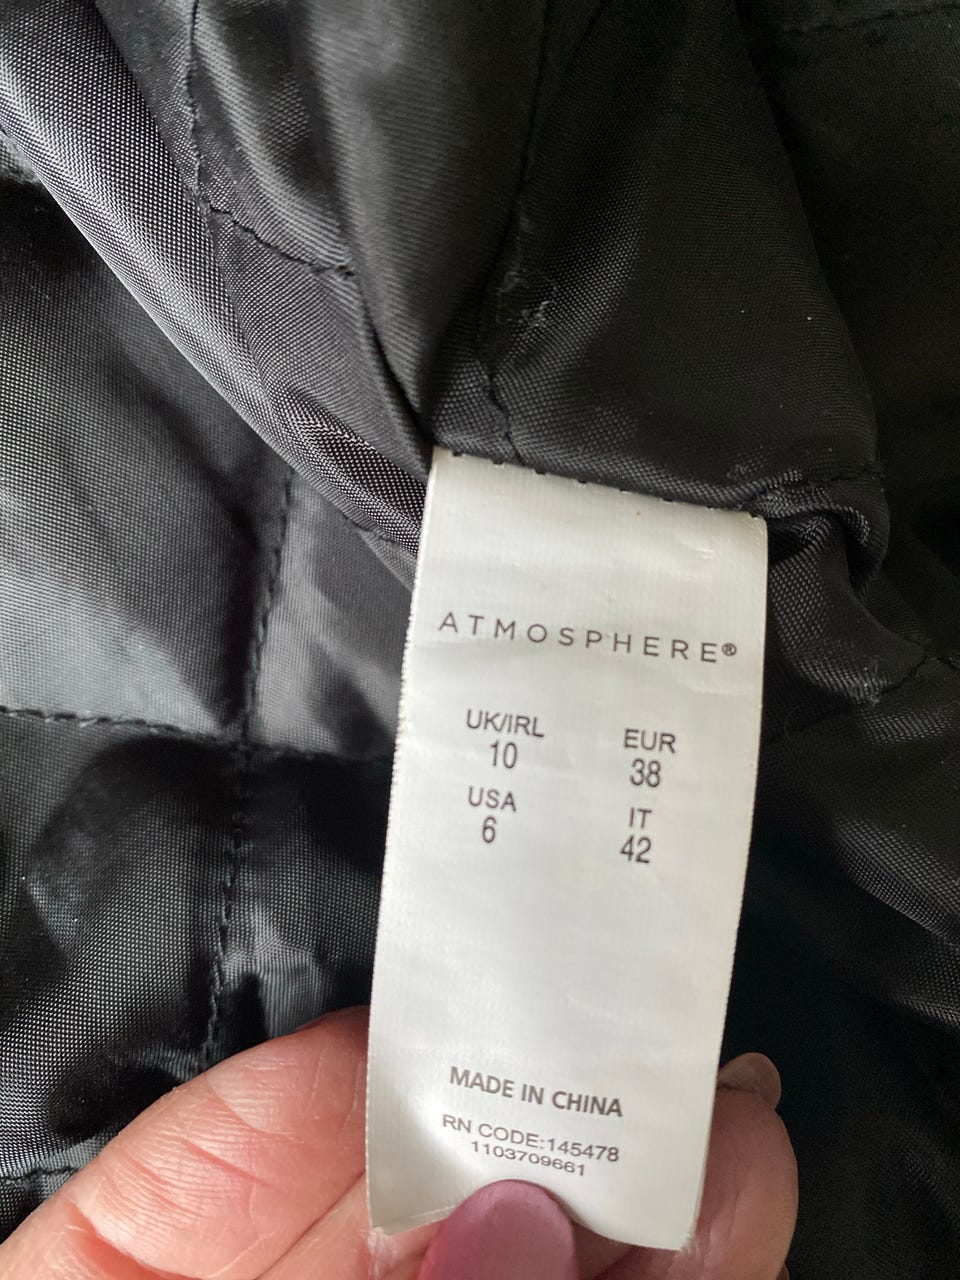 ATMOSPHERE®
UK/IRL EUR
10 38
USA IT
6 42
MADE IN CHINA
RN CODE:145478
1103709661